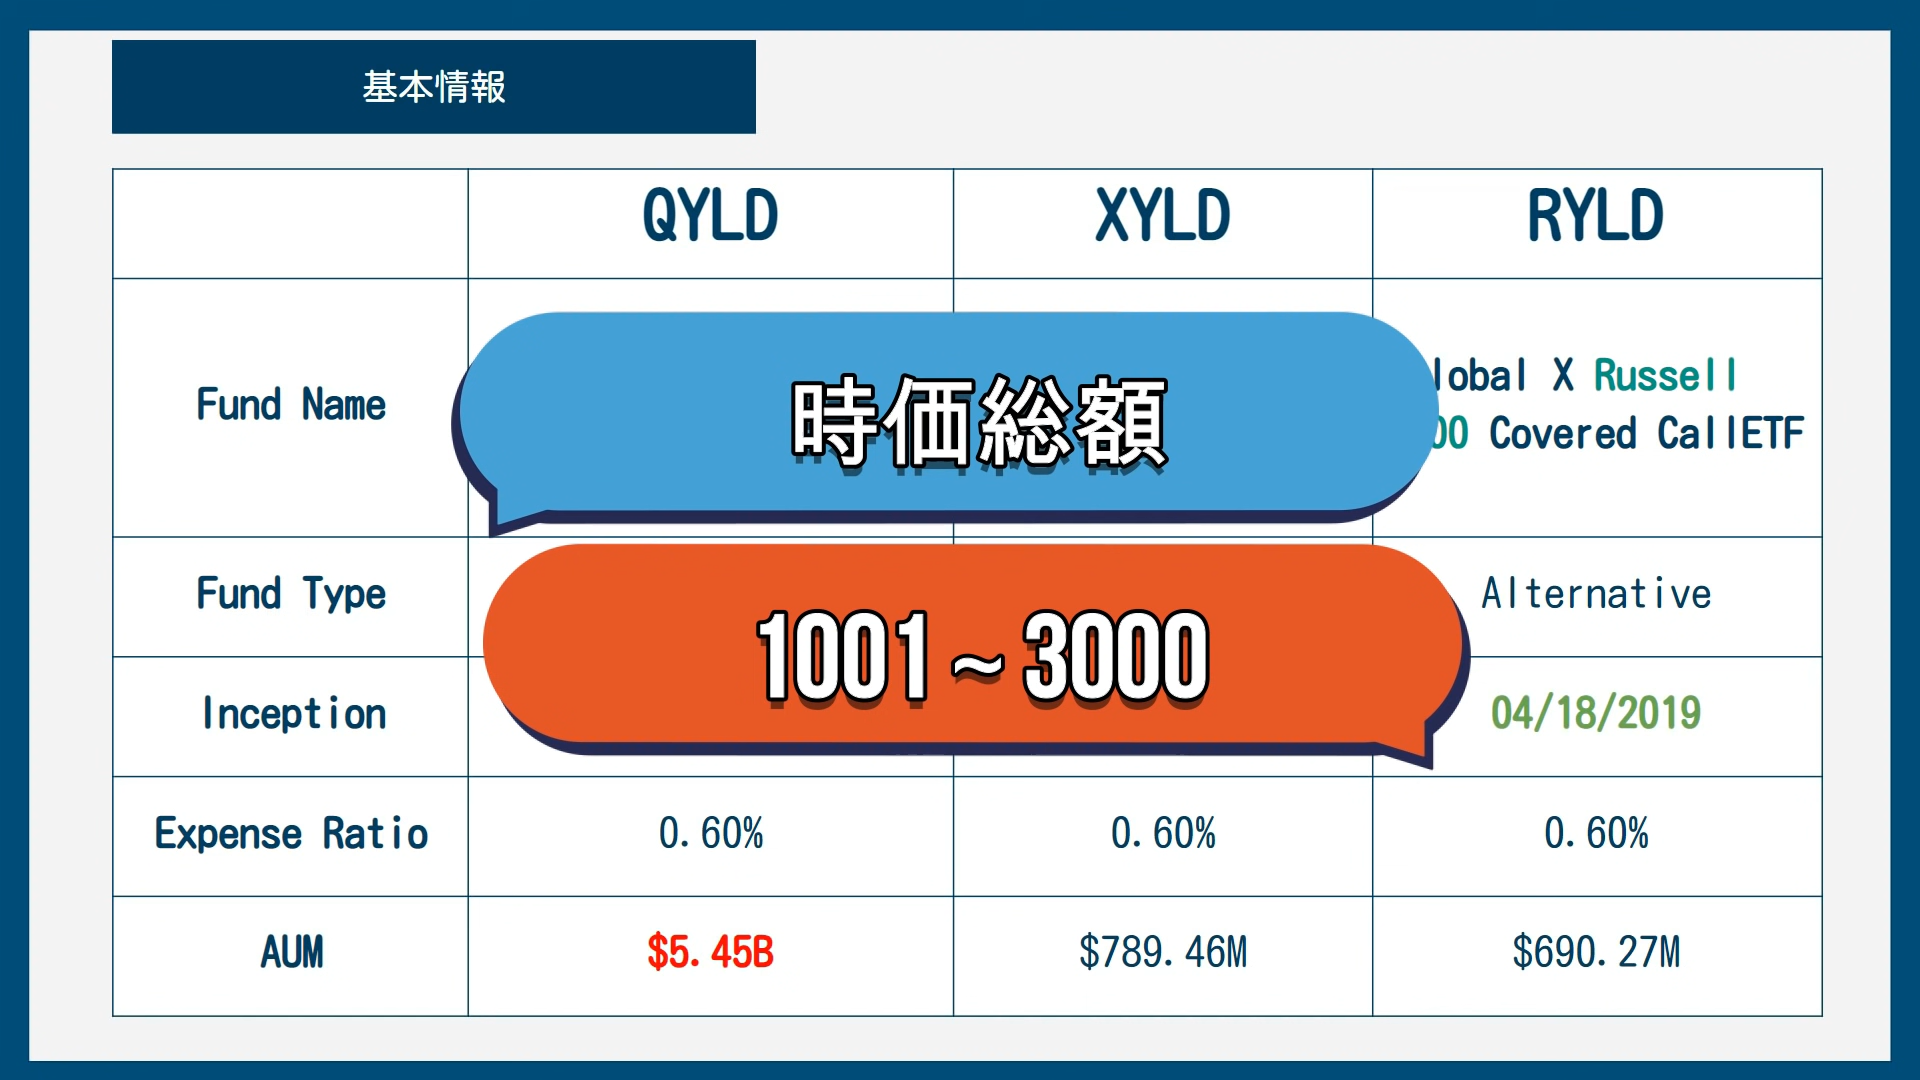 基本情報
QYLD XYLD RYLD
Fund Name
X Russell
Covered CallETF
時価総額
Fund Type
Alternative
1001~3000
Inception
04/18/2019
Expense Ratio 0.60% 0.60% 0.60%
AUM $5.45B $789.46M $690.27M